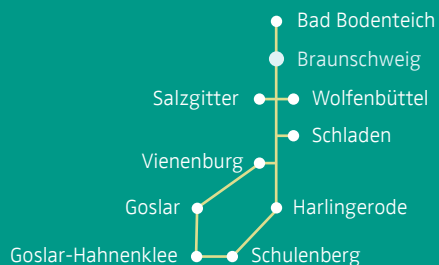 Bad Bodenteich
Braunschweig
Salzgitter Wolfenbüttel
Schladen
Vienenburg
Goslar Harlingerode
Goslar-Hahnenklee Schulenberg